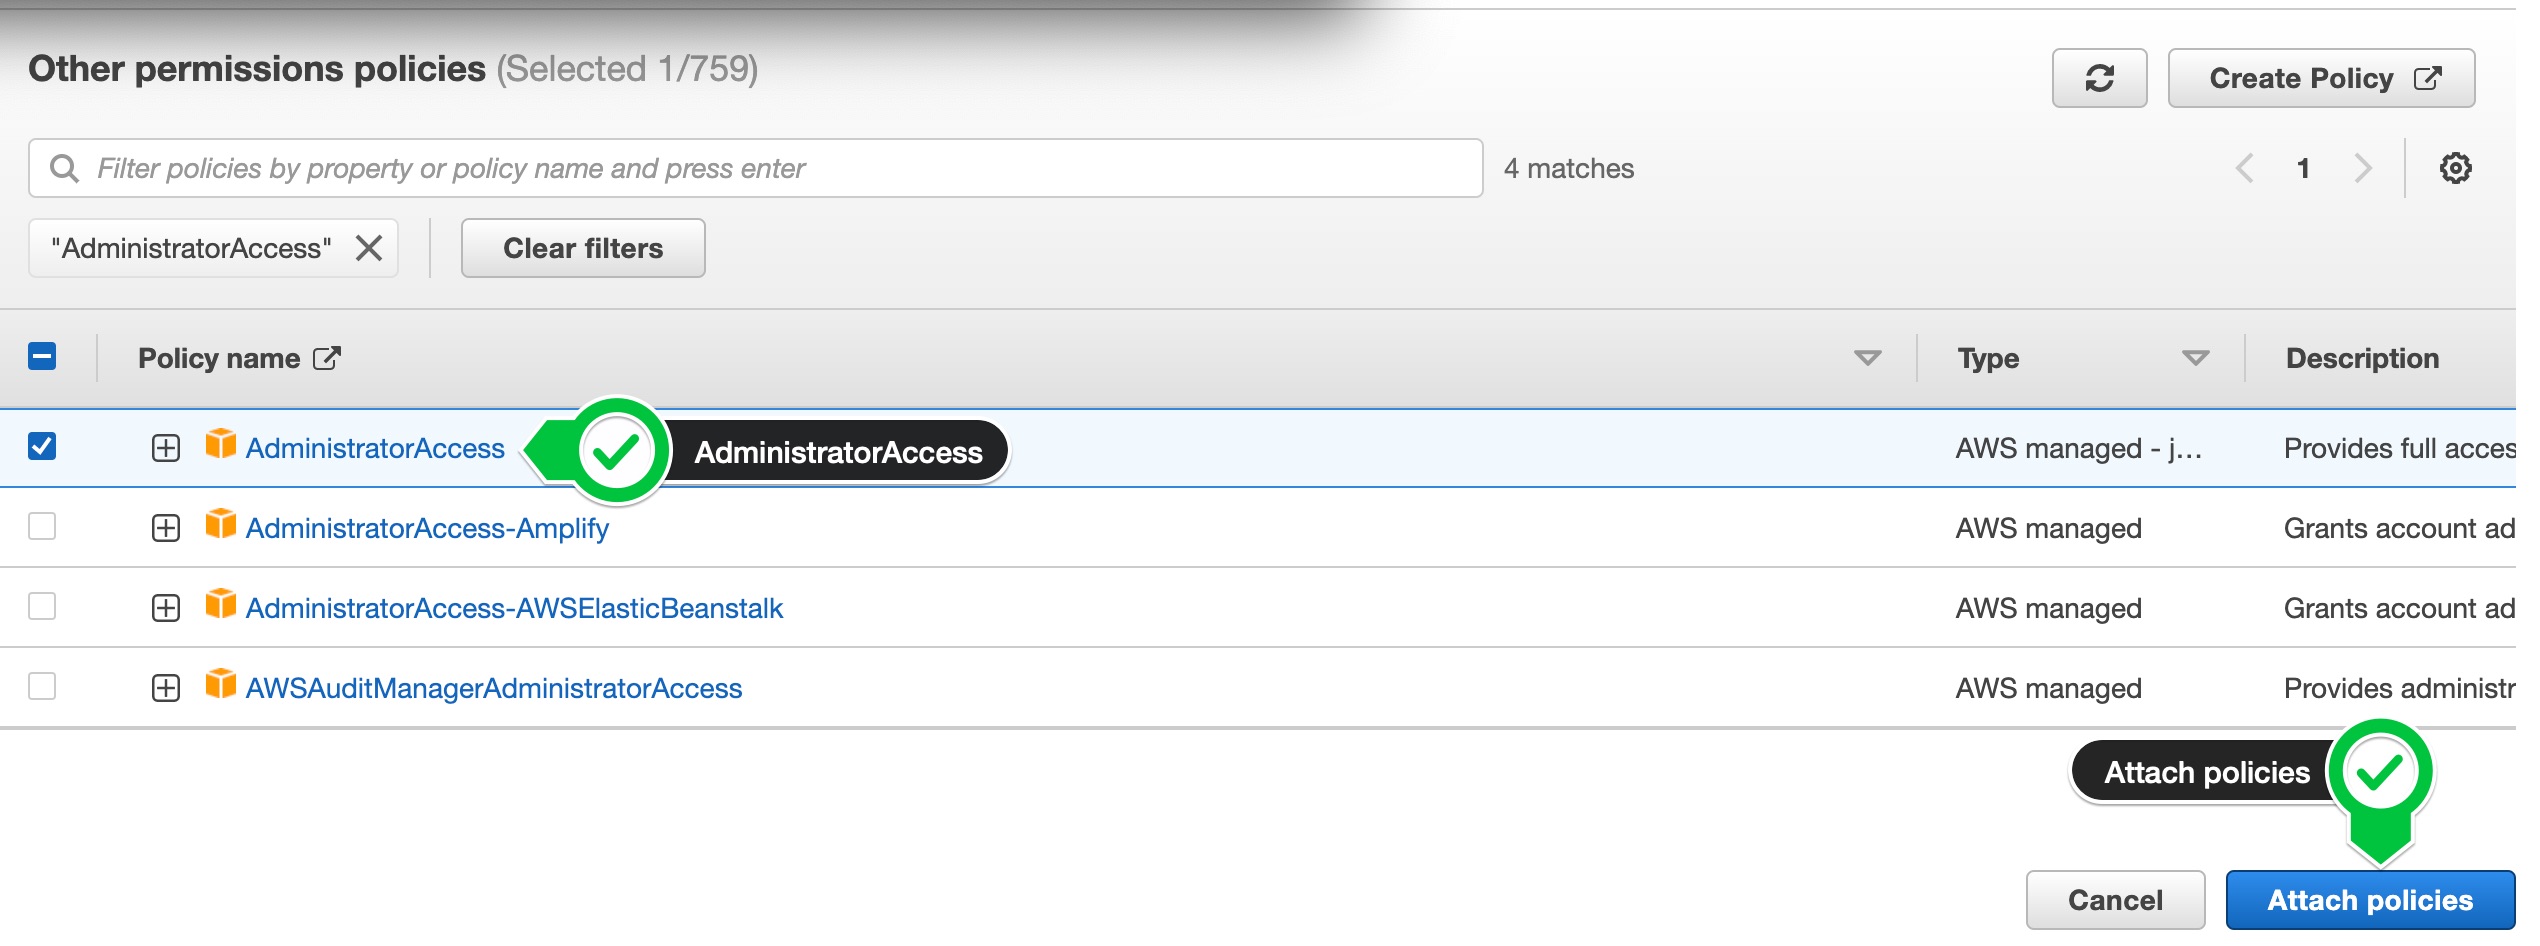 Other permissions policies (Selected 1/759)
Create Policy
Filter policies by property or policy name and press enter
4 matches
1
"AdministratorAccess"
Clear filters
Policy name
Type
Description
AdministratorAccess
AdministratorAccess
AWS managed - j...
Provides full acces
AdministratorAccess-Amplify
AWS managed
Grants account ad
AdministratorAccess-AWSElasticBeanstalk
AWS managed
Grants account ad
AWSAuditManagerAdministratorAccess
AWS managed
Provides administr
Attach policies
Cancel
Attach policies